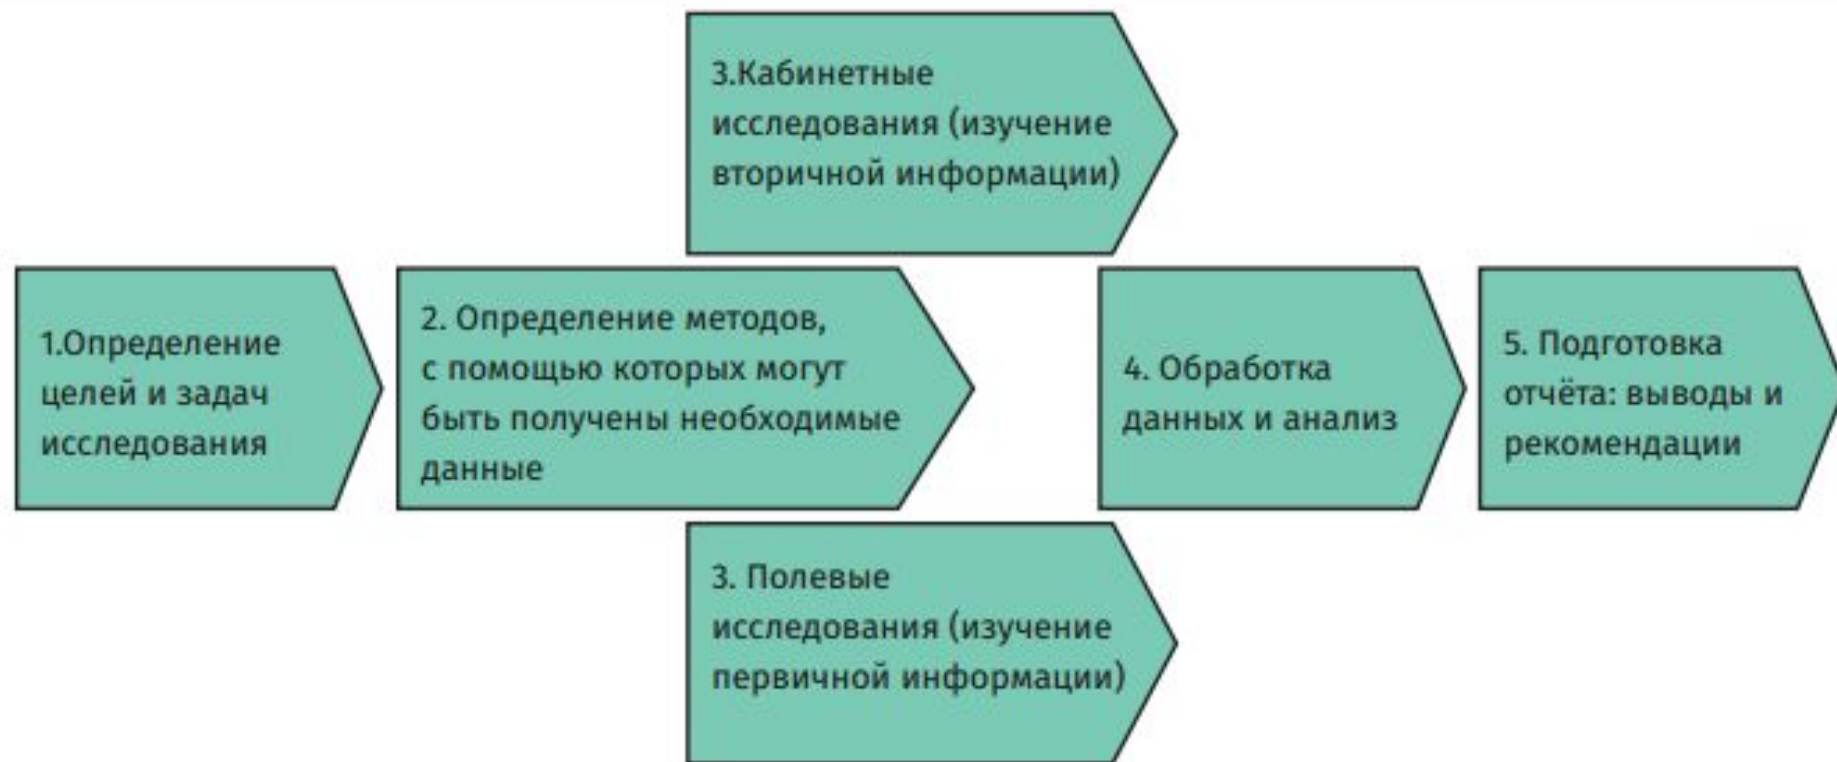 3.Кабинетные
исследования (изучение
вторичной информации)
1.Определение
целей и задач
исследования
2. Определение методов,
с помощью которых могут
быть получены необходимые
данные
4. Обработка
данных и анализ
5. Подготовка
отчёта: выводы и
рекомендации
3. Полевые
исследования (изучение
первичной информации)